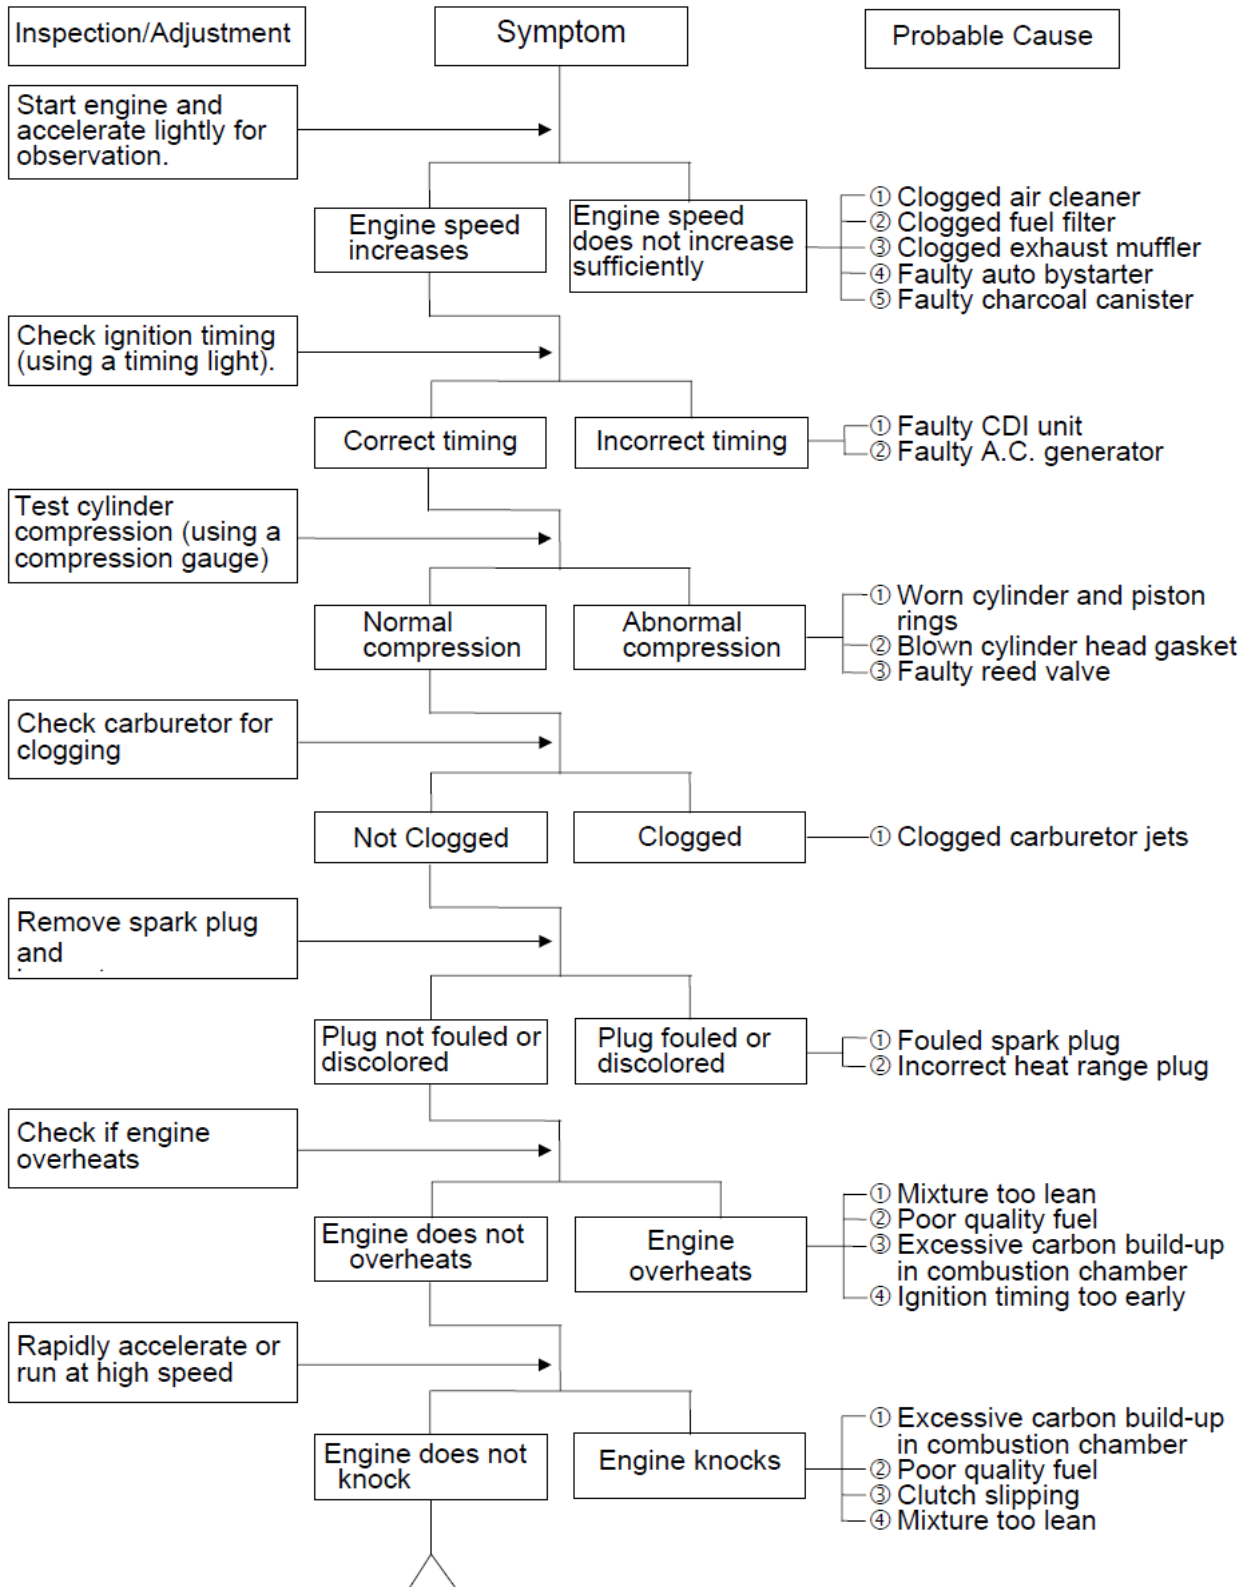 Inspection/Adjustment
Symptom
Probable Cause
Start engine and
accelerate lightly for
observation.
Engine speed
increases
Engine speed
does not increase
sufficiently
① Clogged air cleaner
② Clogged fuel filter
③ Clogged exhaust muffler
④ Faulty auto bystarter
⑤ Faulty charcoal canister
Check ignition timing
(using a timing light).
Correct timing
Incorrect timing
① Faulty CDI unit
② Faulty A.C. generator
Test cylinder
compression (using a
compression gauge)
Normal
compression
Abnormal
compression
① Worn cylinder and piston
rings
② Blown cylinder head gasket
③ Faulty reed valve
Check carburetor for
clogging
Not Clogged
Clogged
① Clogged carburetor jets
Remove spark plug
and
Plug not fouled or
discolored
Plug fouled or
discolored
① Fouled spark plug
② Incorrect heat range plug
Check if engine
overheats
Engine does not
overheats
Engine
overheats
① Mixture too lean
② Poor quality fuel
③ Excessive carbon build-up
in combustion chamber
④ Ignition timing too early
Rapidly accelerate or
run at high speed
Engine does not
knock
Engine knocks
① Excessive carbon build-up
in combustion chamber
② Poor quality fuel
③ Clutch slipping
④ Mixture too lean